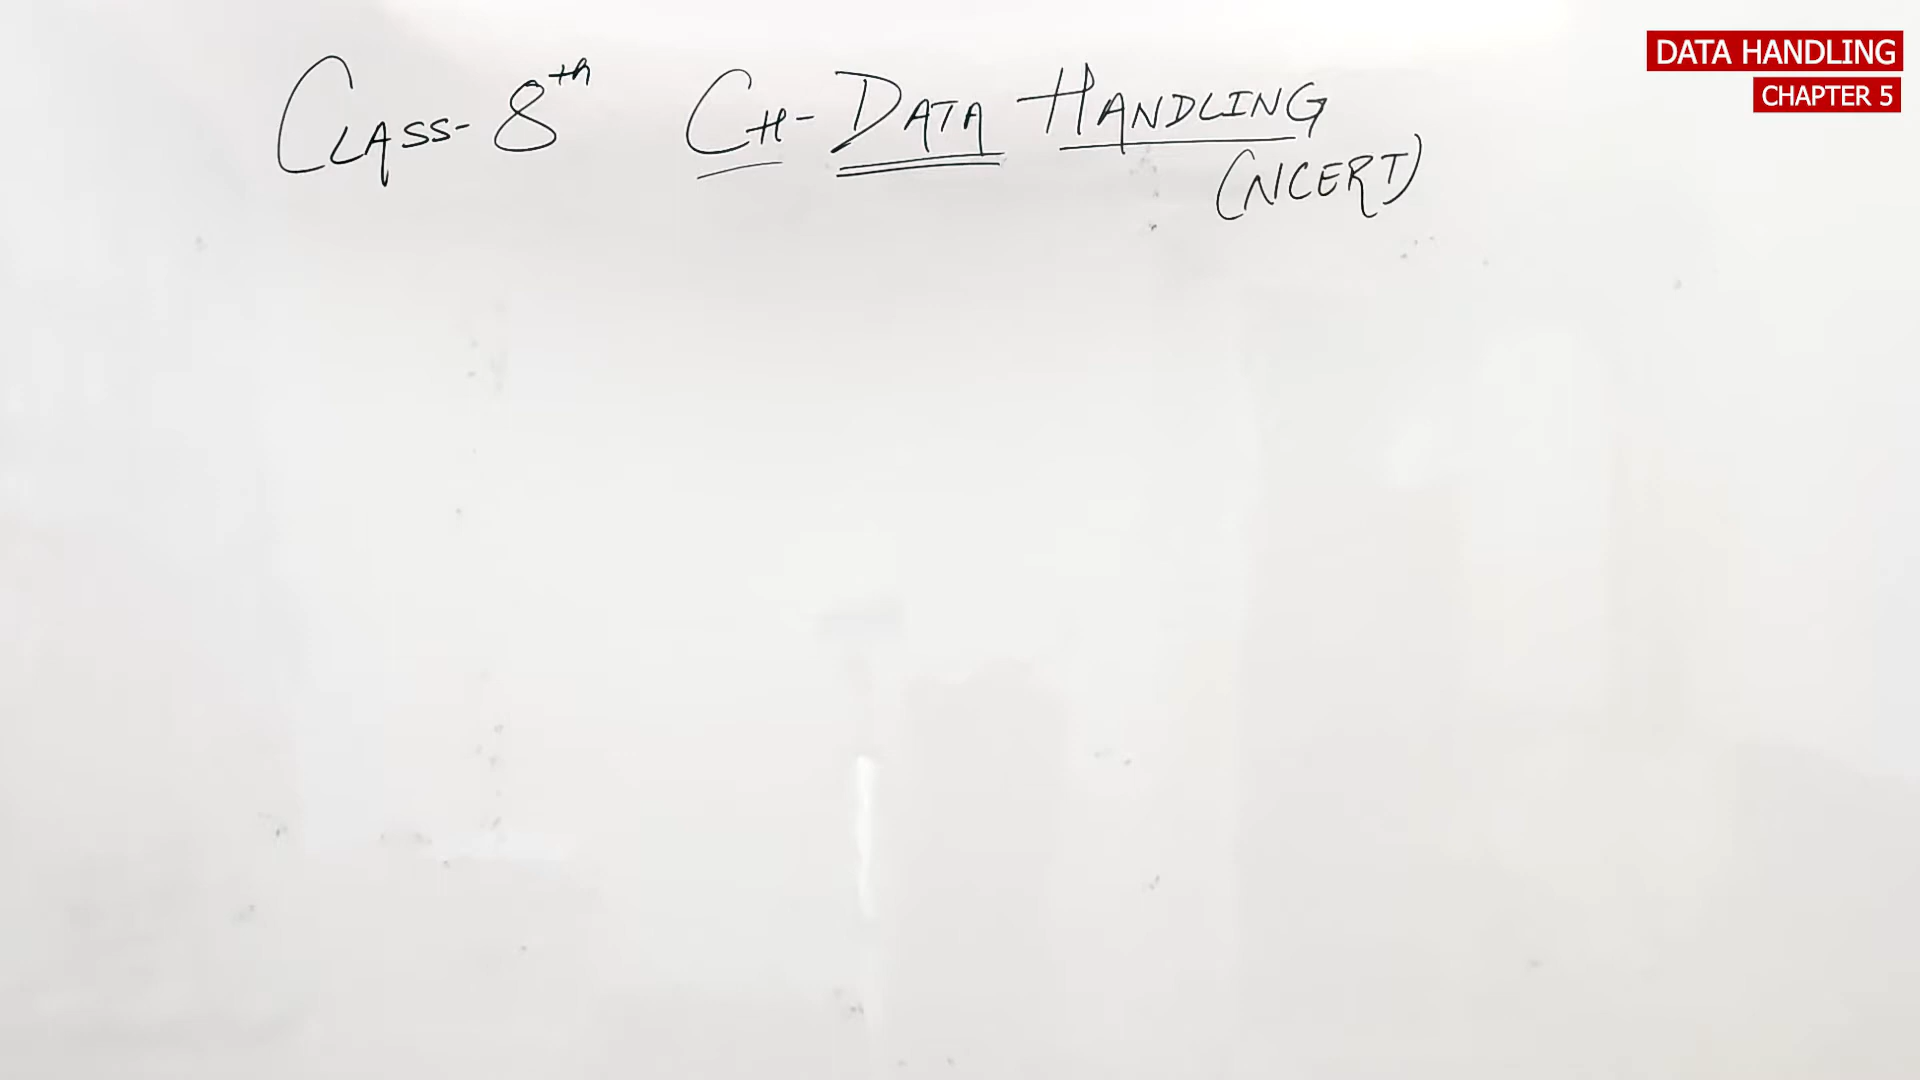 CLASS-8th CH-DATA HANDLING
(NCERT)
DATA HANDLING
CHAPTER 5